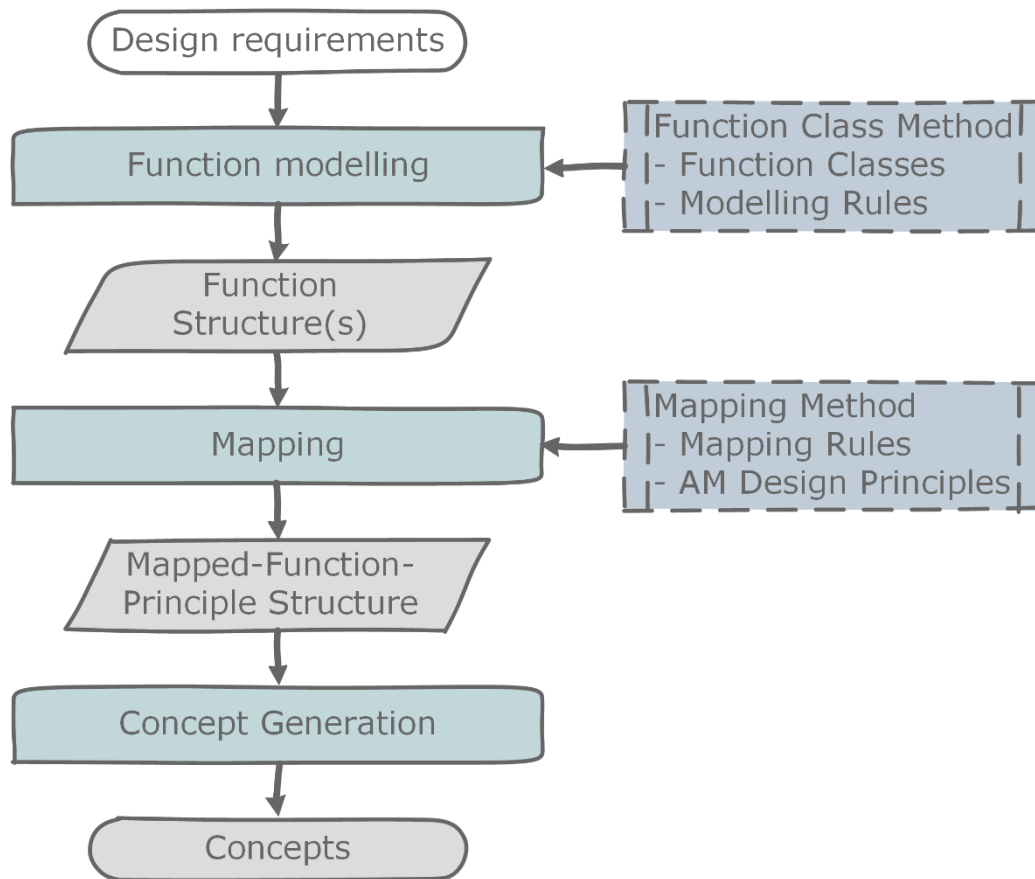 Design requirements
Function modelling
Function Class Method
- Function Classes
- Modelling Rules
Function
Structure(s)
Mapping
Mapping Method
- Mapping Rules
- AM Design Principles
Mapped-Function-
Principle Structure
Concept Generation
Concepts